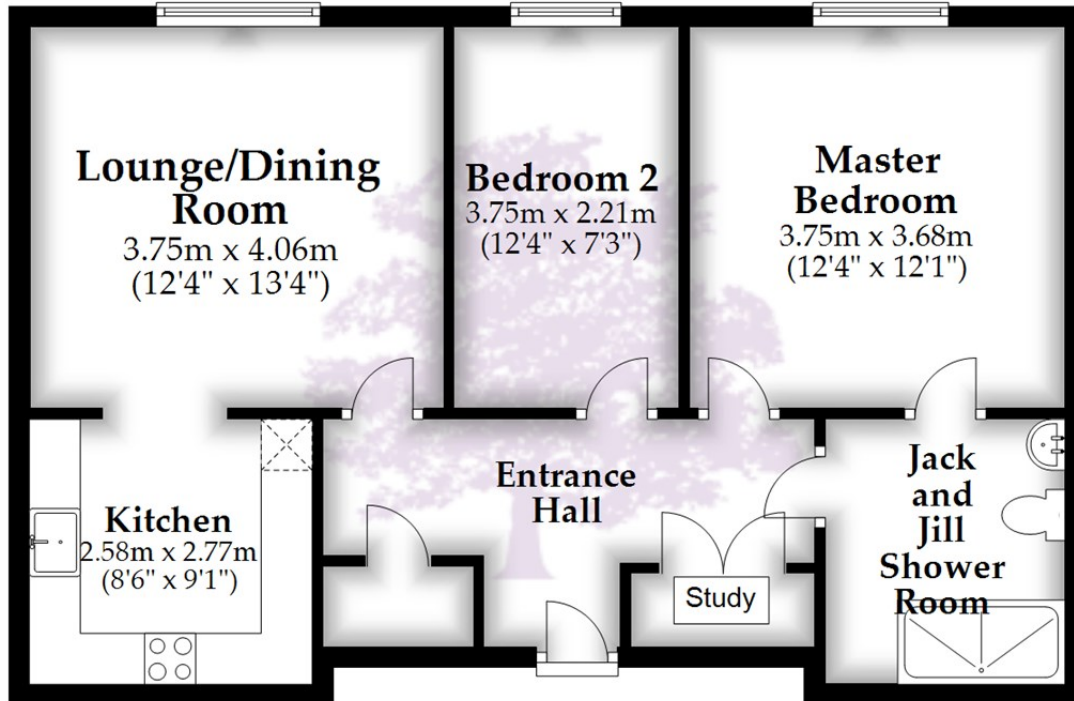 Lounge/Dining
Room
3.75m x 4.06m
(12'4" x 13'4")
Bedroom 2
3.75m x 2.21m
(12'4" x 7'3")
Master
Bedroom
3.75m x 3.68m
(12'4" x 12'1")
Kitchen
2.58m x 2.77m
(8'6" x 9'1")
Entrance
Hall
Study
Jack
and
Jill
Shower
Room